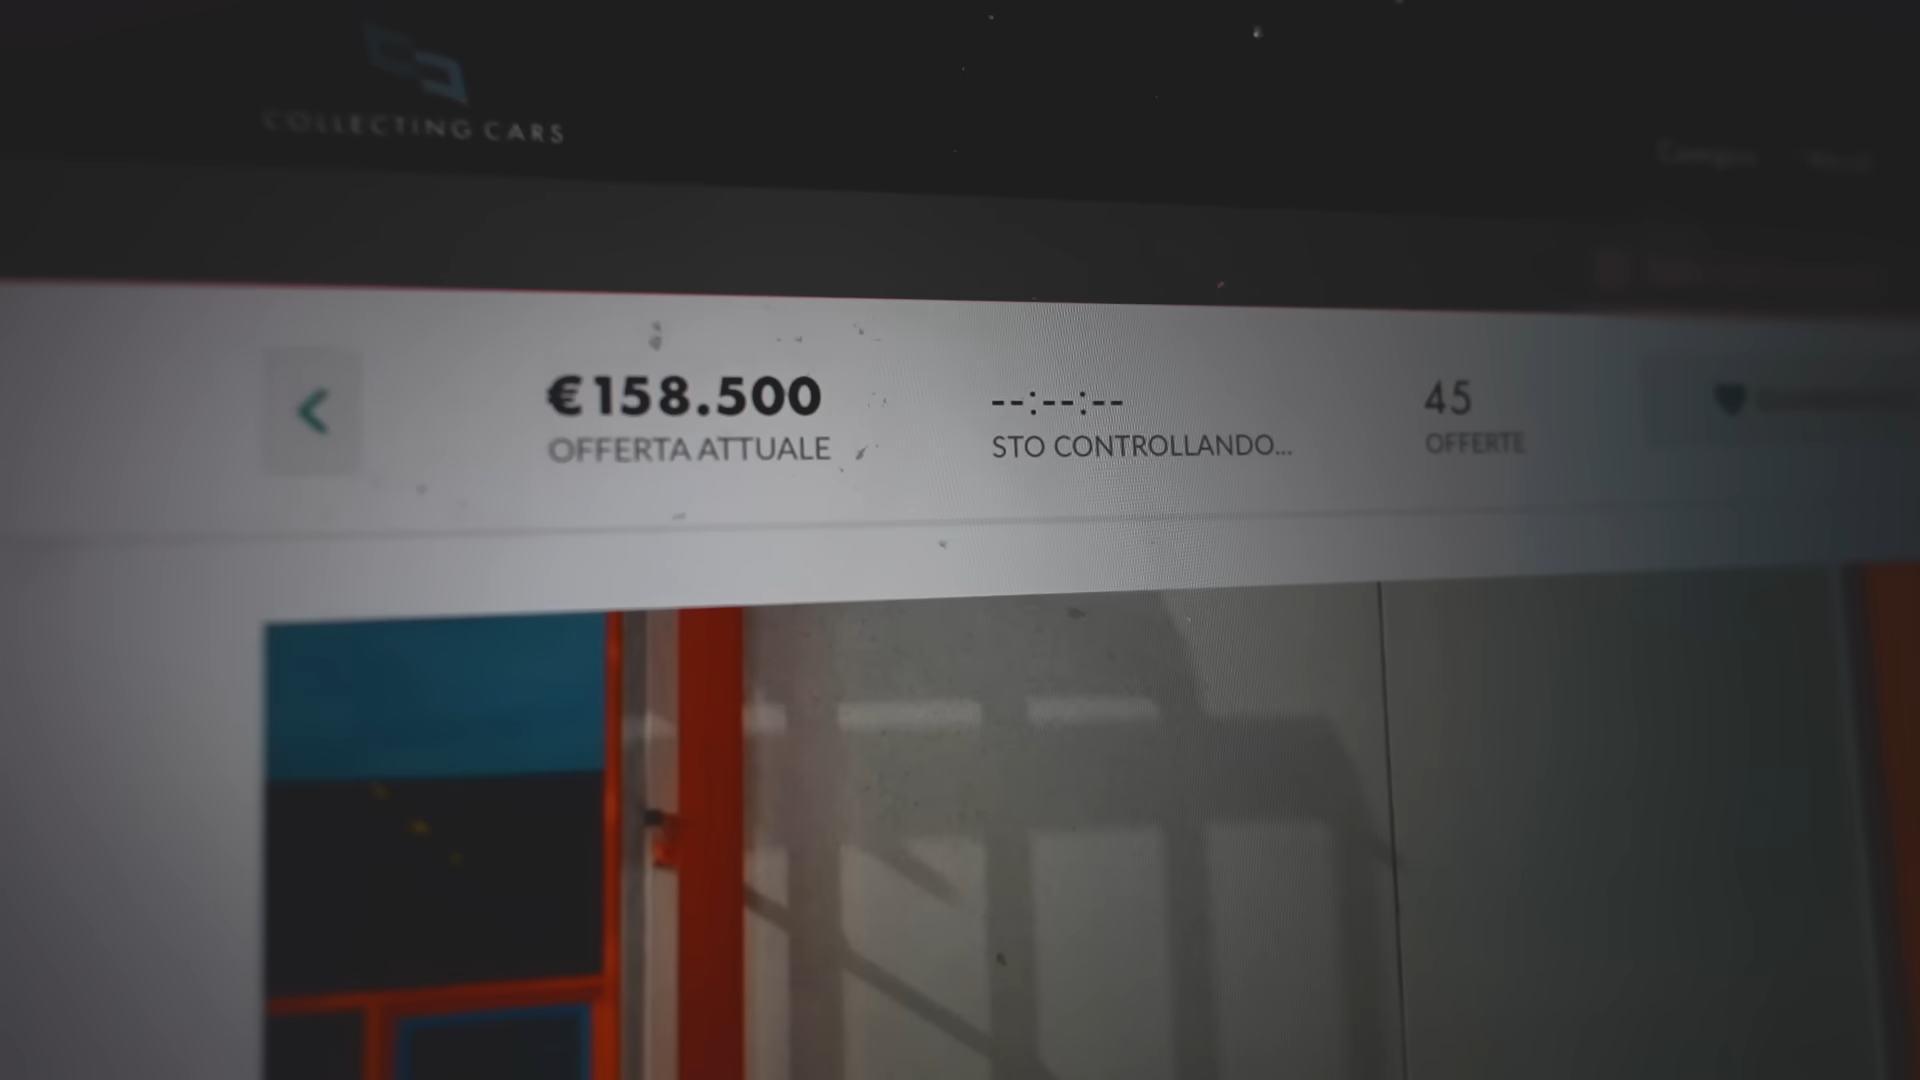 COLLECTING CARS
€158.500
OFFERTA ATTUALE
--:--:--
STO CONTROLLANDO...
45
OFFERTE